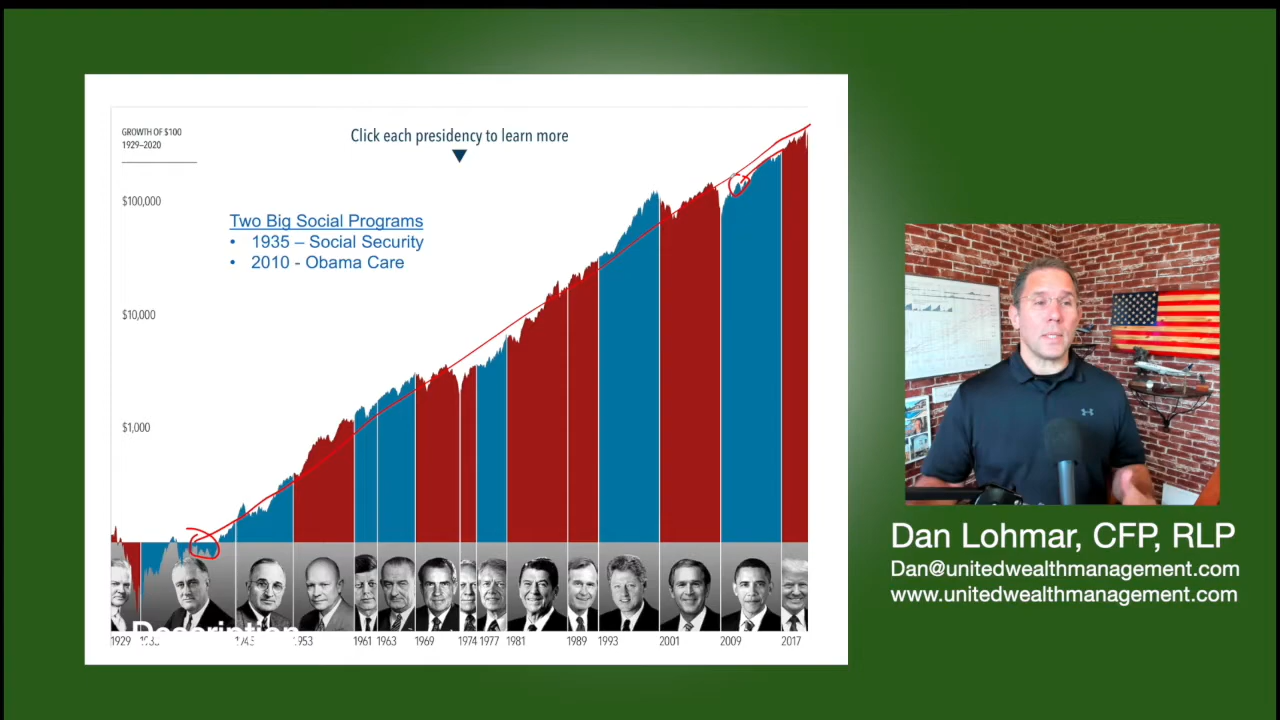 GROWTH OF $100
1929–2020
Click each presidency to learn more
$100,000
Two Big Social Programs
• 1935 – Social Security
• 2010 - Obama Care
$10,000
$1,000
Description
1929 1945 1953 1961 1963 1969 1974 1977 1981 1989 1993 2001 2009 2017
Dan Lohmar, CFP, RLP
Dan@unitedwealthmanagement.com
www.unitedwealthmanagement.com